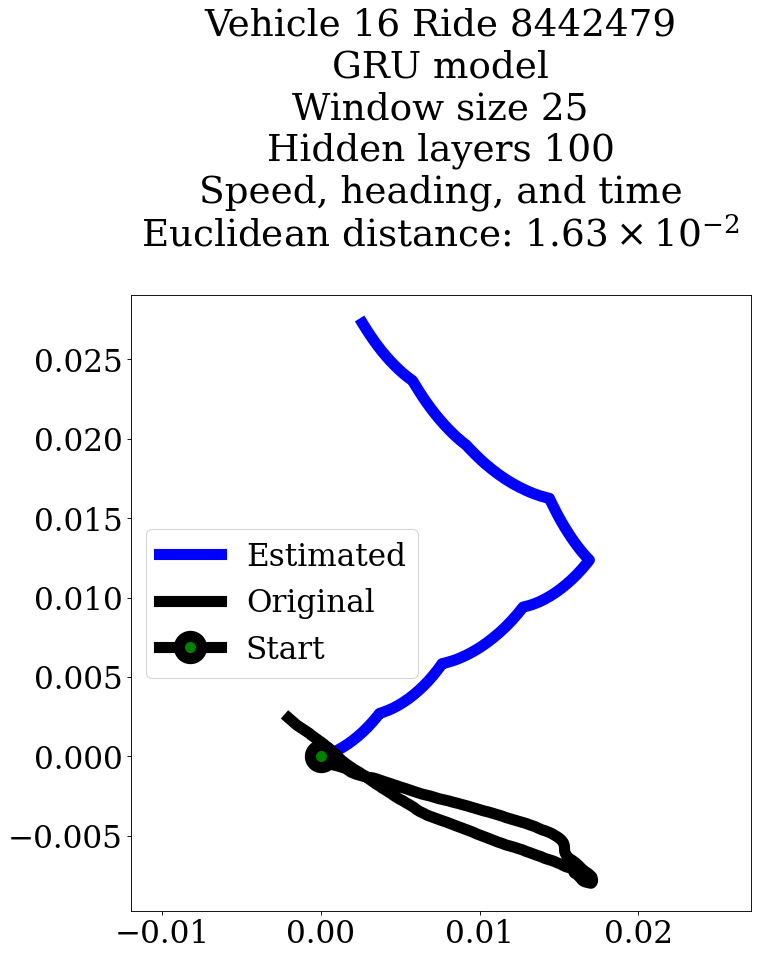 Vehicle 16 Ride 8442479
GRU model
Window size 25
Hidden layers 100
Speed, heading, and time
Euclidean distance: 1.63 × 10⁻²
0.025
0.020
0.015
0.010
0.005
0.000
−0.005
Estimated
Original
Start
−0.01 0.00 0.01 0.02